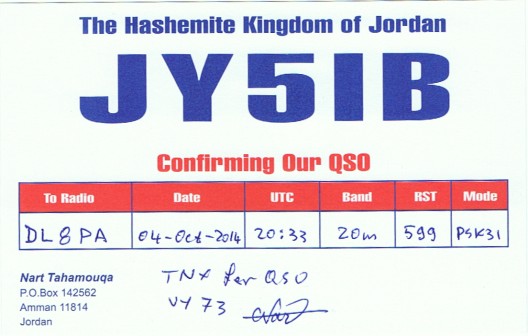 The Hashemite Kingdom of Jordan
JY5IB
Confirming Our QSO
To Radio Date UTC Band RST Mode
DL8PA 04-Oct-2014 20:33 20m 599 PSK31
Nart Tahamouqa
P.O.Box 142562
Amman 11814
Jordan
TNX fer QSO
VY 73